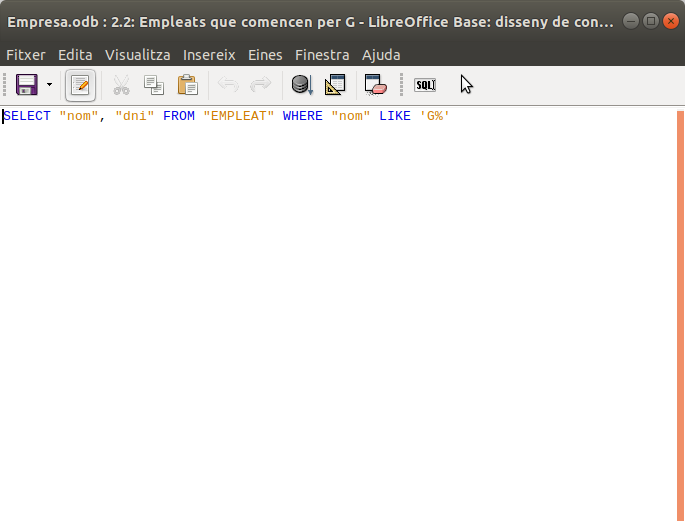 Empresa.odb : 2.2: Empleats que comencen per G - LibreOffice Base: disseny de con...
Fitxer Edita Visualitza Insereix Eines Finestra Ajuda
SQL
SELECT "nom", "dni" FROM "EMPLEAT" WHERE "nom" LIKE 'G%'